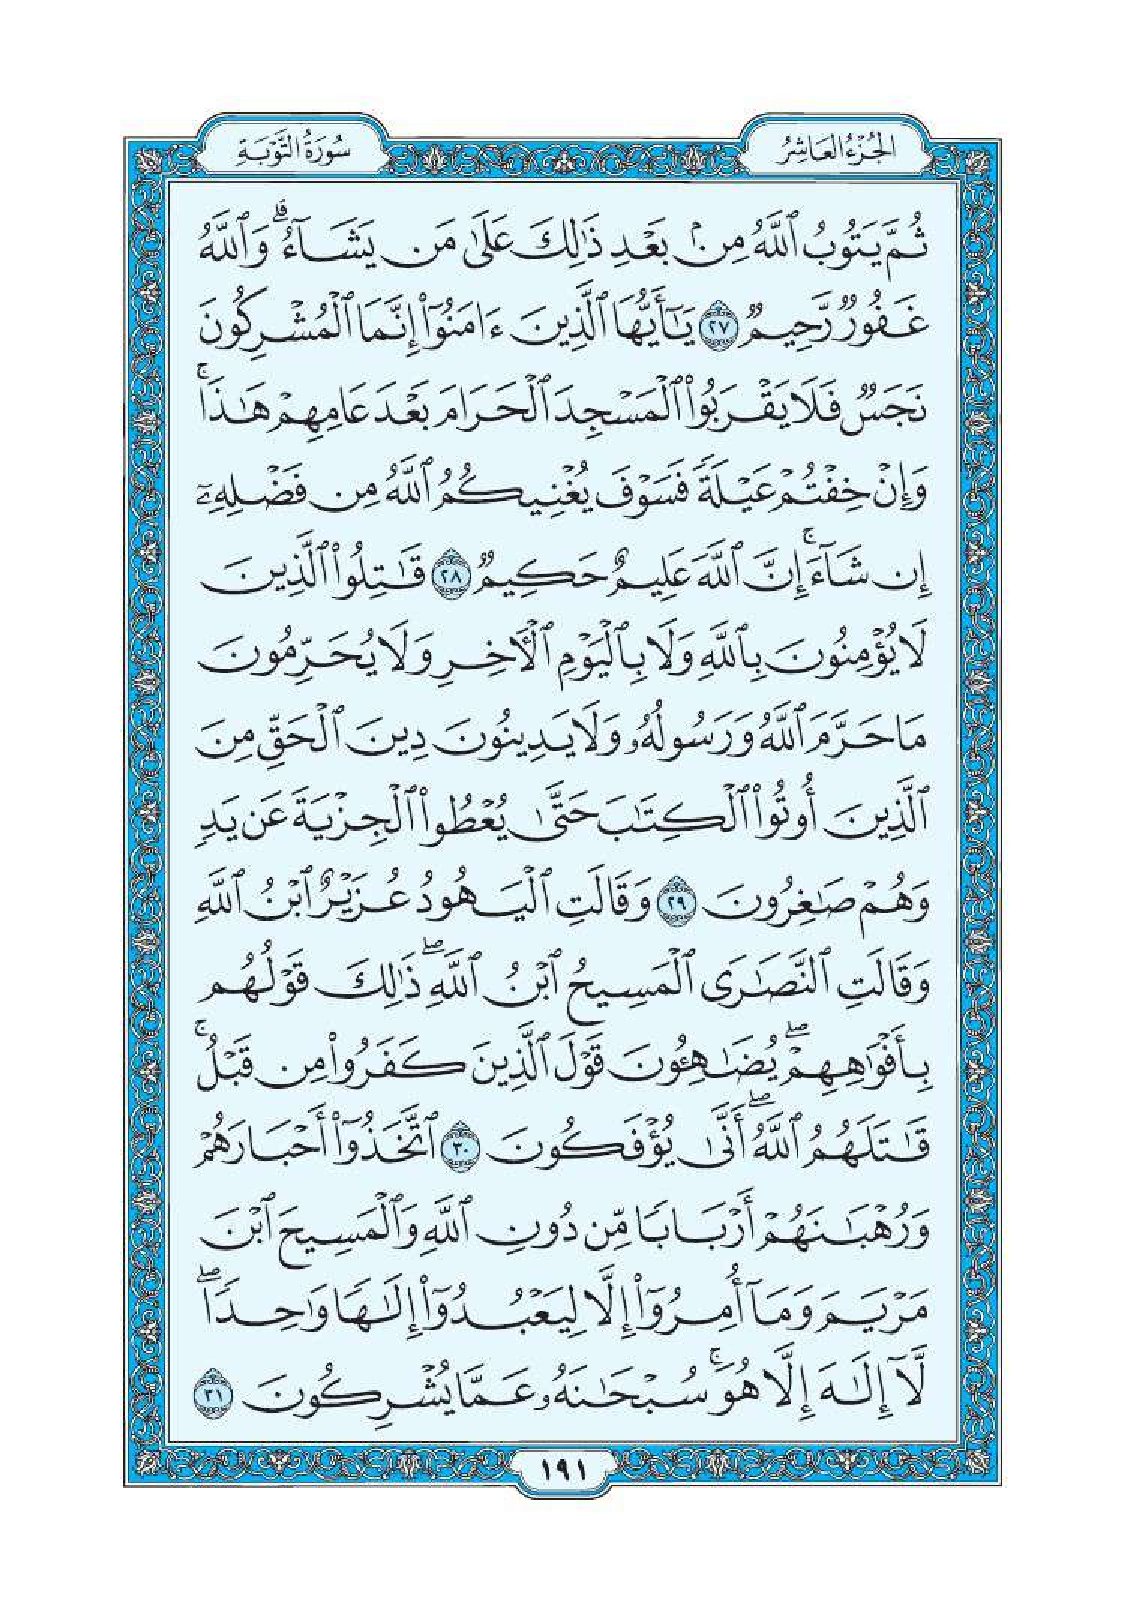 الجُزْءُ العَاشِرُ
سُورَةُ التَّوْبَةِ
ثُمَّ يَتُوبُ ٱللَّهُ مِنۢ بَعْدِ ذَٰلِكَ عَلَىٰ مَن يَشَآءُۗ وَٱللَّهُ
غَفُورٌ رَّحِيمٌ ٢٧ يَٰٓأَيُّهَا ٱلَّذِينَ ءَامَنُوٓاْ إِنَّمَا ٱلْمُشْرِكُونَ
نَجَسٌ فَلَا يَقْرَبُواْ ٱلْمَسْجِدَ ٱلْحَرَامَ بَعْدَ عَامِهِمْ هَٰذَاۚ
وَإِنْ خِفْتُمْ عَيْلَةً فَسَوْفَ يُغْنِيكُمُ ٱللَّهُ مِن فَضْلِهِۦٓ
إِن شَآءَۚ إِنَّ ٱللَّهَ عَلِيمٌ حَكِيمٌ ٢٨ قَٰتِلُواْ ٱلَّذِينَ
لَا يُؤْمِنُونَ بِٱللَّهِ وَلَا بِٱلْيَوْمِ ٱلْأٓخِرِ وَلَا يُحَرِّمُونَ
مَا حَرَّمَ ٱللَّهُ وَرَسُولُهُۥ وَلَا يَدِينُونَ دِينَ ٱلْحَقِّ مِنَ
ٱلَّذِينَ أُوتُواْ ٱلْكِتَٰبَ حَتَّىٰ يُعْطُواْ ٱلْجِزْيَةَ عَن يَدٍ
وَهُمْ صَٰغِرُونَ ٢٩ وَقَالَتِ ٱلْيَهُودُ عُزَيْرٌ ٱبْنُ ٱللَّهِ
وَقَالَتِ ٱلنَّصَٰرَى ٱلْمَسِيحُ ٱبْنُ ٱللَّهِۖ ذَٰلِكَ قَوْلُهُم
بِأَفْوَٰهِهِمْۖ يُضَٰهِـُٔونَ قَوْلَ ٱلَّذِينَ كَفَرُواْ مِن قَبْلُۚ
قَٰتَلَهُمُ ٱللَّهُۖ أَنَّىٰ يُؤْفَكُونَ ٣٠ ٱتَّخَذُوٓاْ أَحْبَارَهُمْ
وَرُهْبَٰنَهُمْ أَرْبَابًا مِّن دُونِ ٱللَّهِ وَٱلْمَسِيحَ ٱبْنَ
مَرْيَمَ وَمَآ أُمِرُوٓاْ إِلَّا لِيَعْبُدُوٓاْ إِلَٰهًا وَٰحِدًاۖ
لَّآ إِلَٰهَ إِلَّا هُوَۚ سُبْحَٰنَهُۥ عَمَّا يُشْرِكُونَ ٣١
١٩١